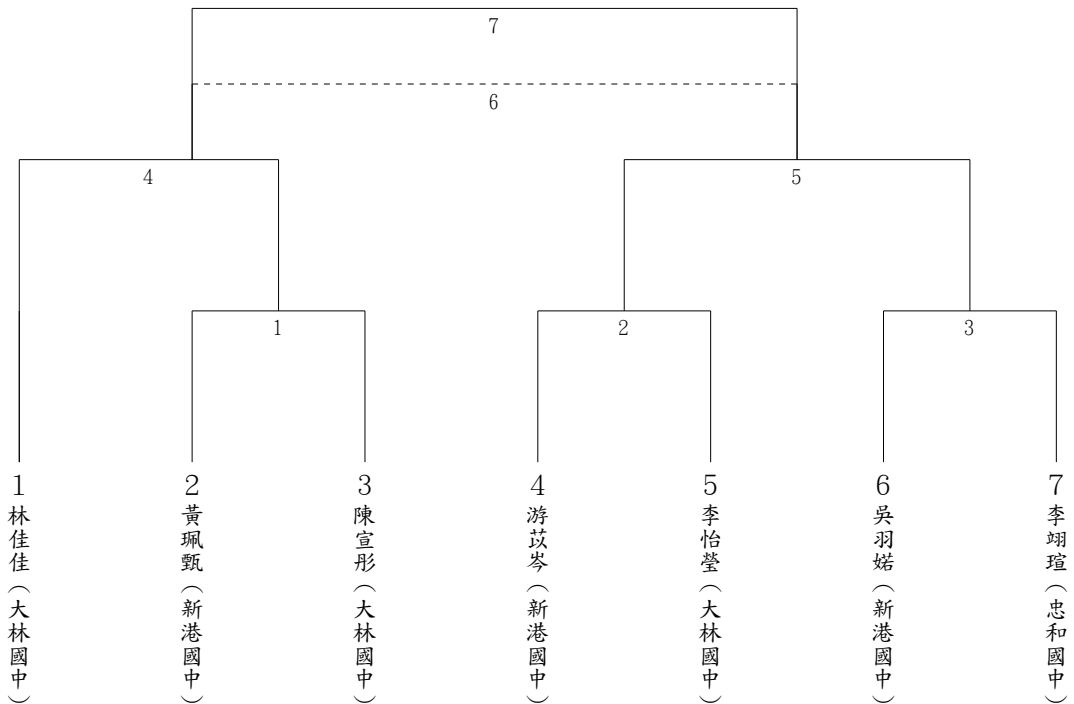 7
6
4
5
1
2
3
1
林佳佳（大林國中）
2
黃珮甄（新港國中）
3
陳宣彤（大林國中）
4
游苡岑（新港國中）
5
李怡瑩（大林國中）
6
吳羽婼（新港國中）
7
李翊瑄（忠和國中）